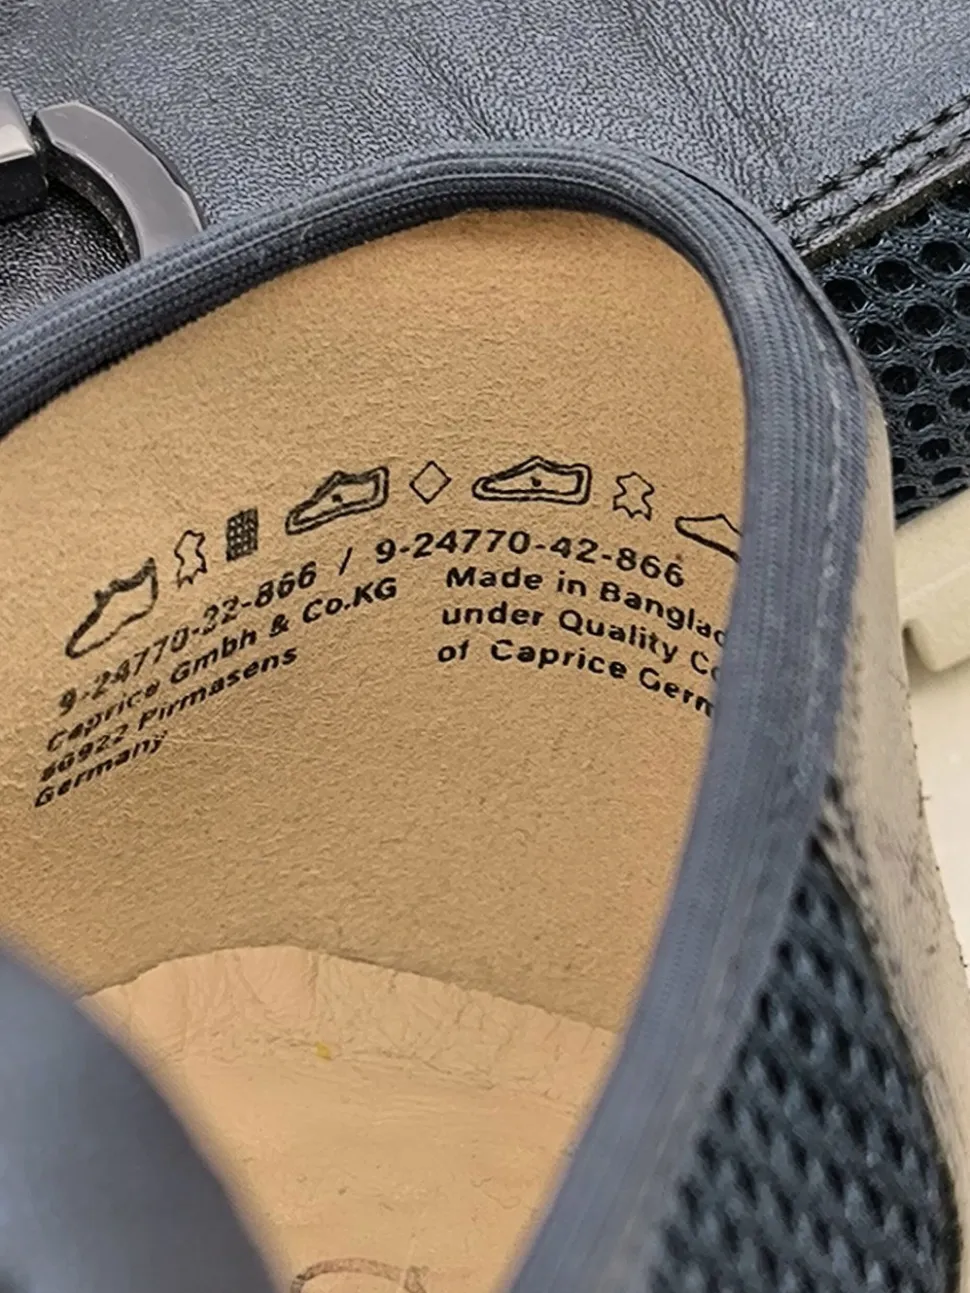 9-24770-22-866 / 9-24770-42-866
Caprice Gmbh & Co.KG
66922 Pirmasens
Germany
Made in Banglad
under Quality Co
of Caprice Germ